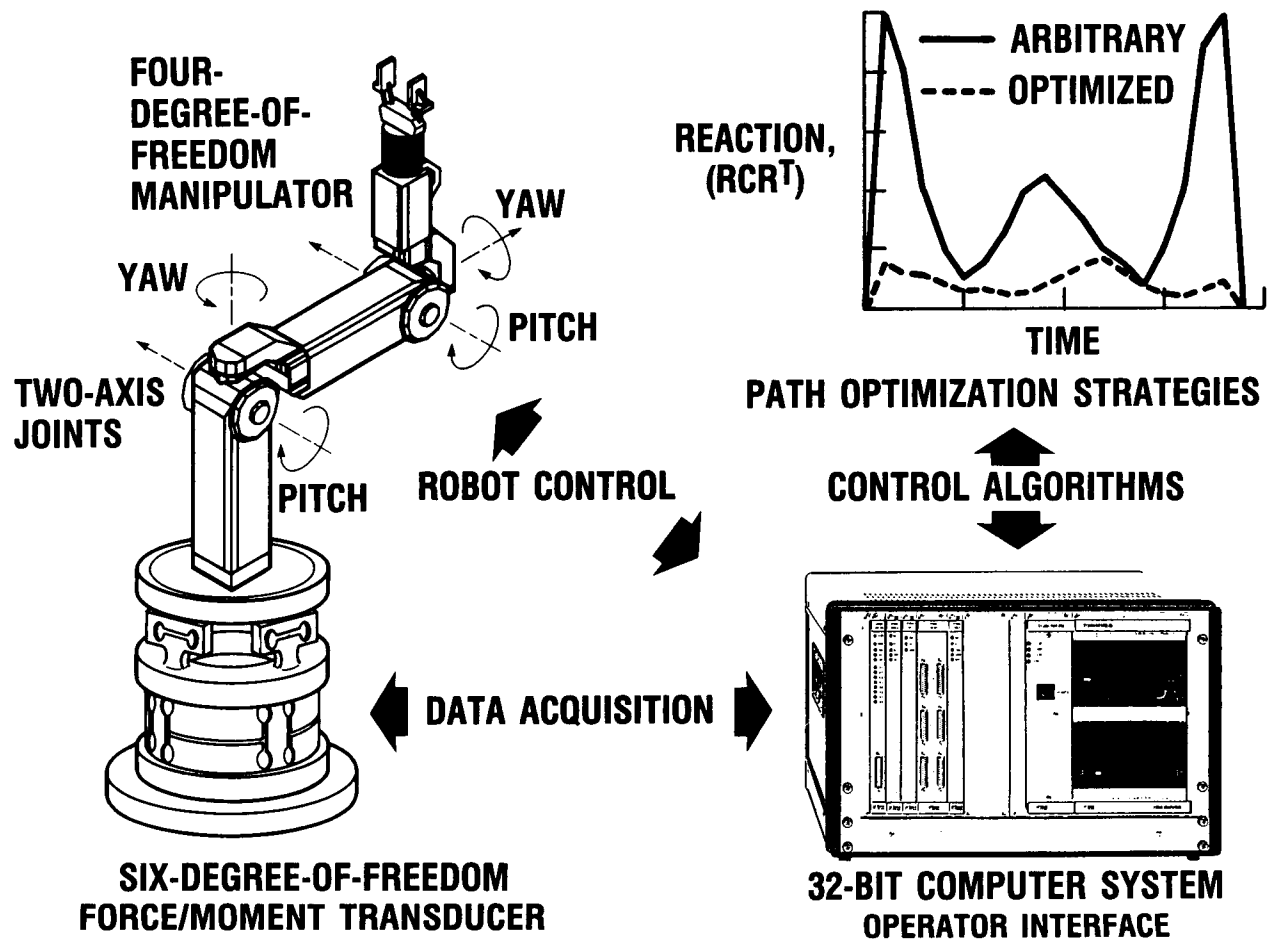 FOUR-
DEGREE-OF-
FREEDOM
MANIPULATOR
YAW
YAW
PITCH
TWO-AXIS
JOINTS
PITCH
ARBITRARY
OPTIMIZED
REACTION,
(RCRᵀ)
TIME
PATH OPTIMIZATION STRATEGIES
ROBOT CONTROL
CONTROL ALGORITHMS
DATA ACQUISITION
SIX-DEGREE-OF-FREEDOM
FORCE/MOMENT TRANSDUCER
32-BIT COMPUTER SYSTEM
OPERATOR INTERFACE